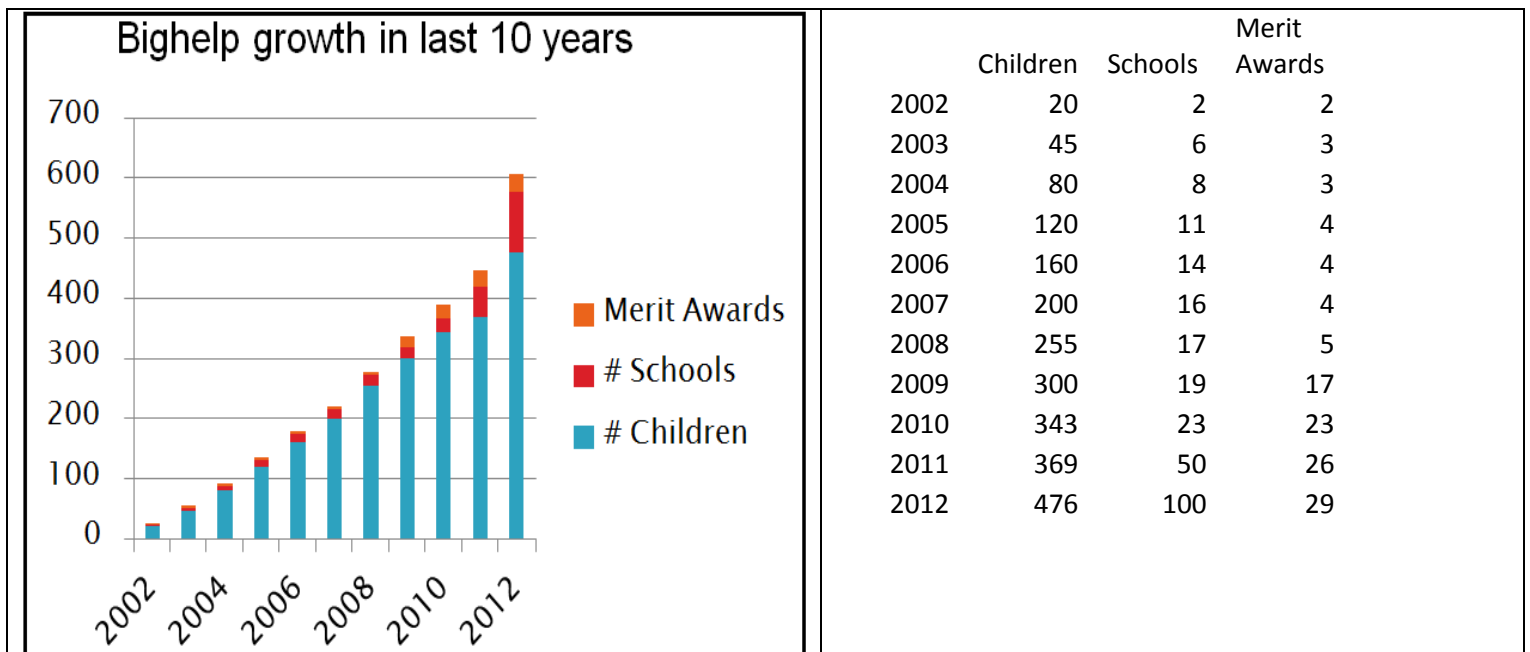 Bighelp growth in last 10 years
700
600
500
400
300
200
100
0
2002 2004 2006 2008 2010 2012
Merit Awards
# Schools
# Children
Merit
Children Schools Awards
2002 20 2 2
2003 45 6 3
2004 80 8 3
2005 120 11 4
2006 160 14 4
2007 200 16 4
2008 255 17 5
2009 300 19 17
2010 343 23 23
2011 369 50 26
2012 476 100 29